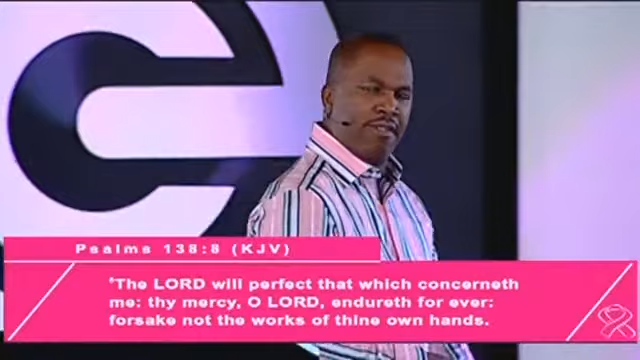 Psalms 138:8 (KJV)
⁸The LORD will perfect that which concerneth
me: thy mercy, O LORD, endureth for ever:
forsake not the works of thine own hands.